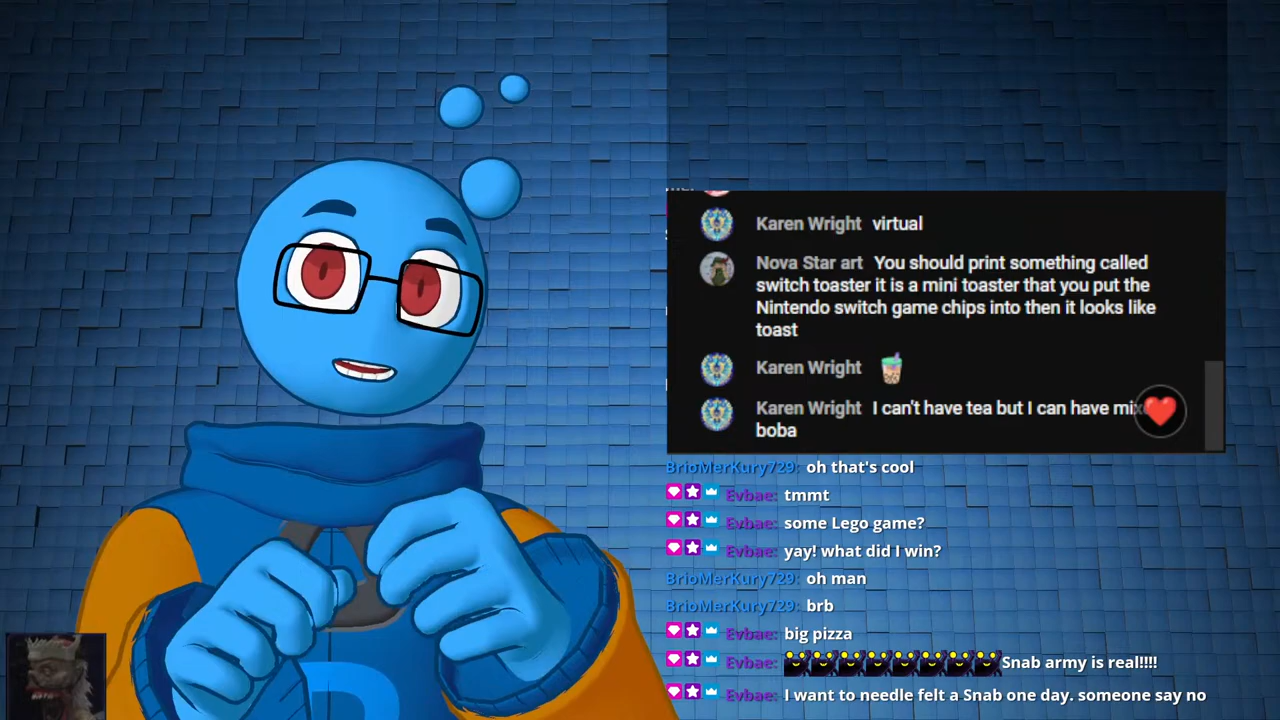 Karen Wright virtual
Nova Star art You should print something called
switch toaster it is a mini toaster that you put the
Nintendo switch game chips into then it looks like
toast
Karen Wright 🧋
Karen Wright I can't have tea but I can have mix
boba
BrioMerKury729: oh that's cool
Evbae: tmmt
Evbae: some Lego game?
Evbae: yay! what did I win?
BrioMerKury729: oh man
BrioMerKury729: brb
Evbae: big pizza
Evbae: Snab army is real!!!!
Evbae: I want to needle felt a Snab one day. someone say no